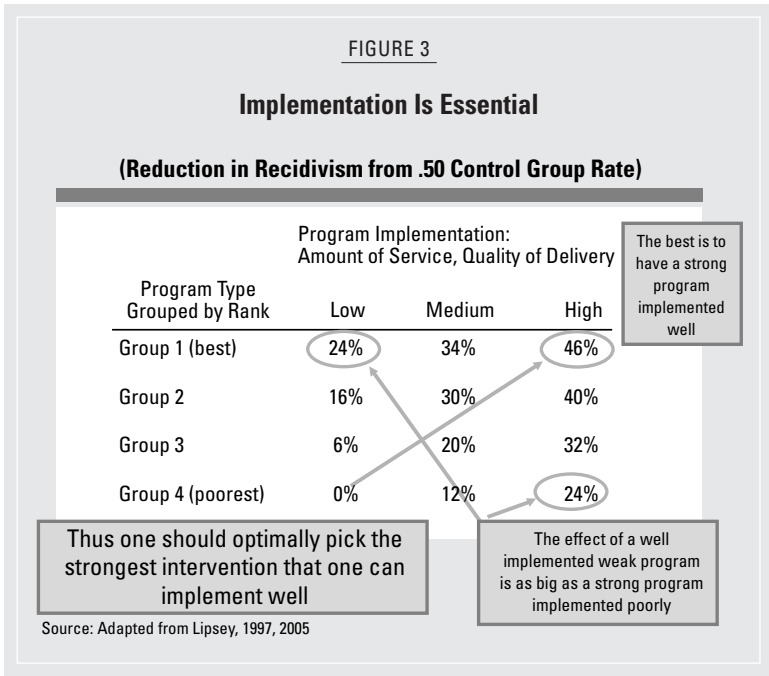 FIGURE 3
Implementation Is Essential
(Reduction in Recidivism from .50 Control Group Rate)
Program Implementation:
Amount of Service, Quality of Delivery
The best is to
have a strong
program
implemented
well
Program Type
Grouped by Rank Low Medium High
Group 1 (best) 24% 34% 46%
Group 2 16% 30% 40%
Group 3 6% 20% 32%
Group 4 (poorest) 0% 12% 24%
Thus one should optimally pick the
strongest intervention that one can
implement well
The effect of a well
implemented weak program
is as big as a strong program
implemented poorly
Source: Adapted from Lipsey, 1997, 2005